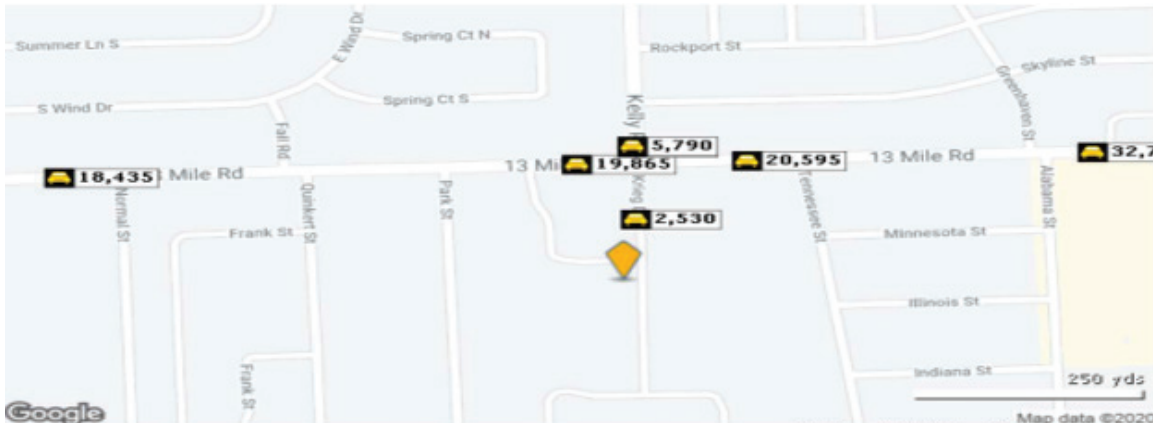 Summer Ln S
E Wind Dr
Spring Ct N
Rockport St
Greenhaven St
Skyline St
S Wind Dr
Spring Ct S
Fall Rd
Kelly
5,790
18,435
Mile Rd
13 Mi
19,865
20,595
13 Mile Rd
32,7
Normal St
Quinkert St
Park St
Krieg
Tennessee St
Alabama St
2,530
Frank St
Minnesota St
Illinois St
Frank St
Indiana St
250 yds
Google
Map data ©2020